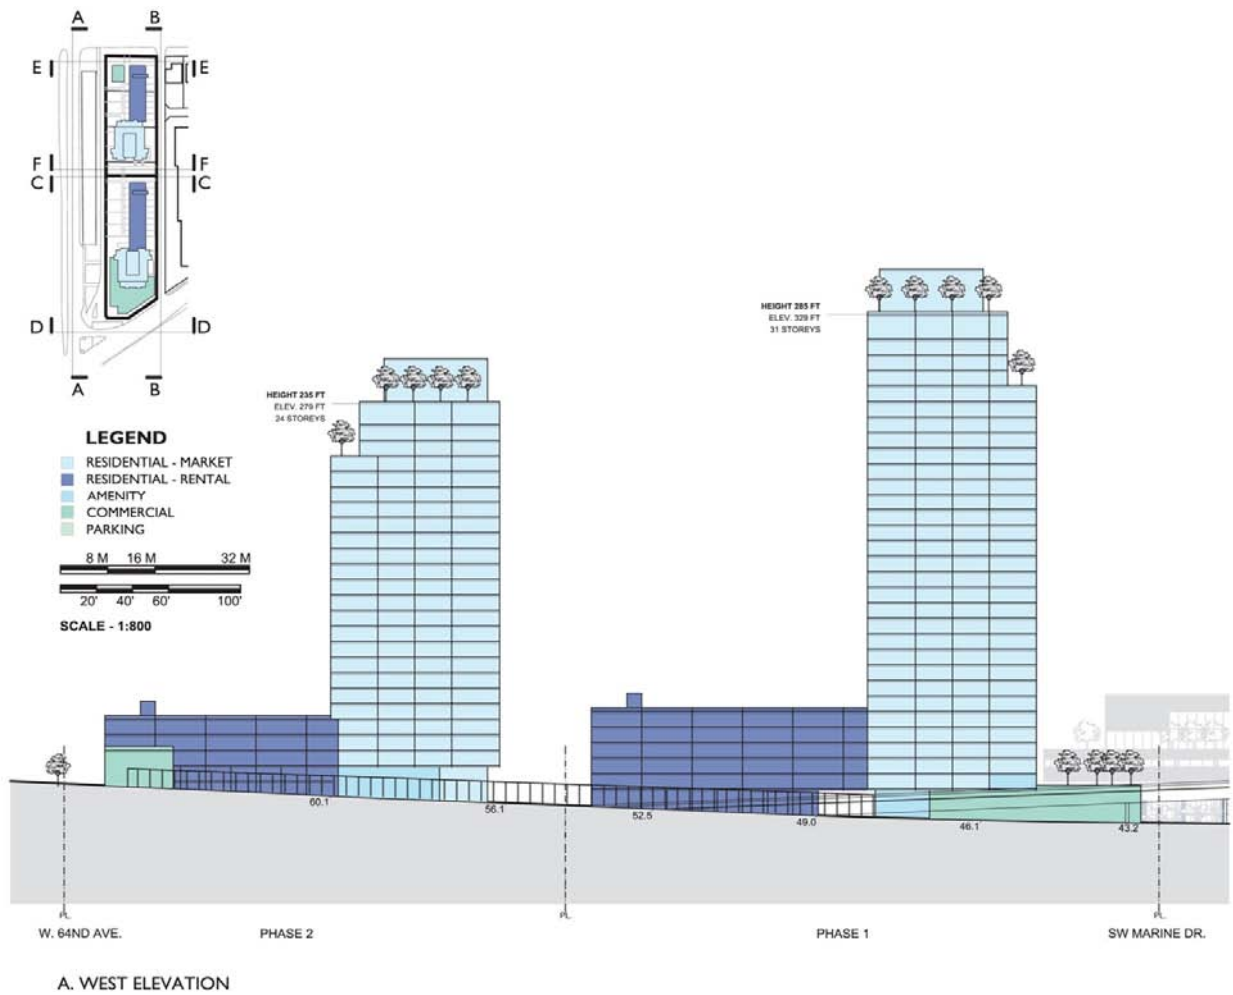 A B
E E
F F
C C
D D
A B
LEGEND
RESIDENTIAL - MARKET
RESIDENTIAL - RENTAL
AMENITY
COMMERCIAL
PARKING
8 M 16 M 32 M
20' 40' 60' 100'
SCALE - 1:800
HEIGHT 235 FT
ELEV. 279 FT
24 STOREYS
HEIGHT 285 FT
ELEV. 329 FT
31 STOREYS
60.1
56.1
52.5
49.0
46.1'
43.2
PL. PL. PL.
W. 64ND AVE. PHASE 2 PHASE 1 SW MARINE DR.
A. WEST ELEVATION